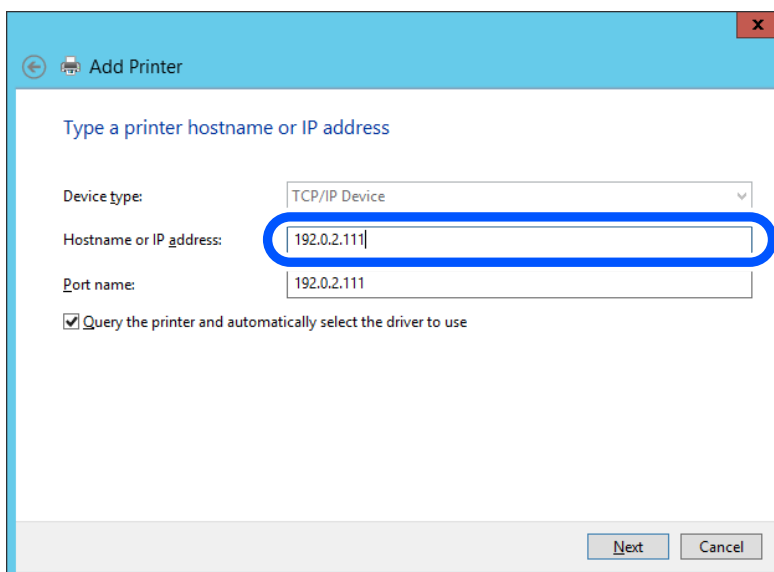 x
Add Printer
Type a printer hostname or IP address
Device type: TCP/IP Device
Hostname or IP address: 192.0.2.111
Port name: 192.0.2.111
Query the printer and automatically select the driver to use
Next Cancel